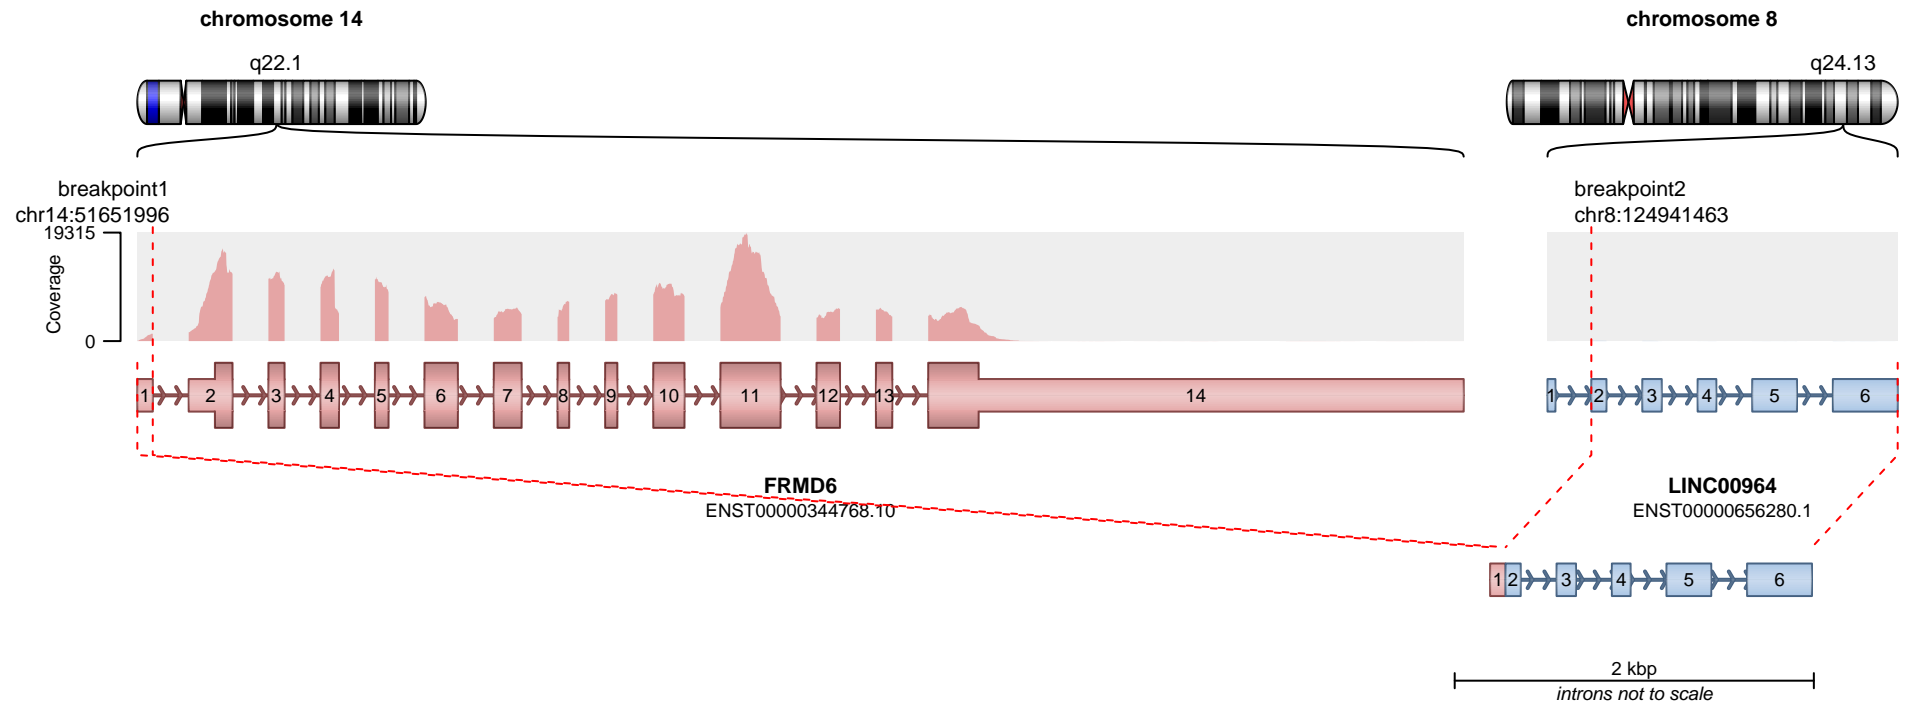 chromosome 14
chromosome 8
q22.1
q24.13
breakpoint1
chr14:51651996
breakpoint2
chr8:124941463
19315
Coverage
0
1 2 3 4 5 6 7 8 9 10 11 12 13 14
1 2 3 4 5 6
FRMD6
ENST00000344768.10
LINC00964
ENST00000656280.1
1 2 3 4 5 6
2 kbp
introns not to scale